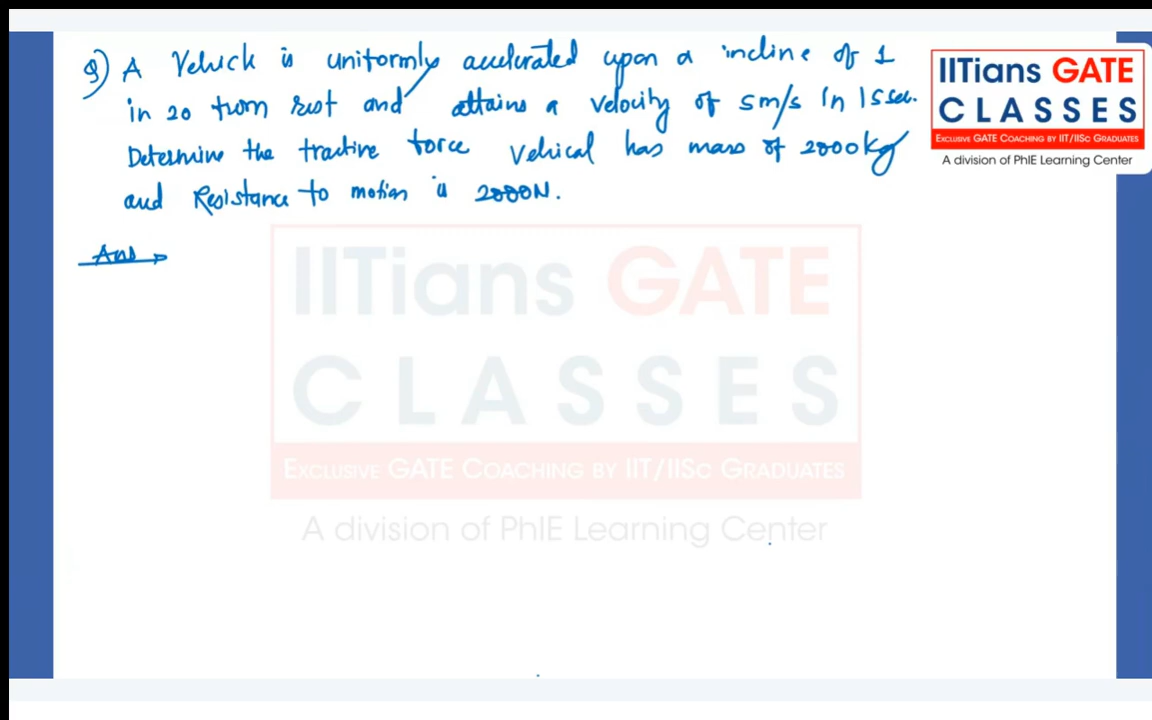 Q) A Vehicle is uniformly accelerated upon a incline of 1
in 20 from rest and attains a velocity of 5m/s in 15sec.
Determine the tractive force Vehical has mass of 2000kg
and Resistance to motion is 2000N.
Ans
IITians GATE
CLASSES
EXCLUSIVE GATE COACHING BY IIT/IISC GRADUATES
A division of PhIE Learning Center
IITians GATE
CLASSES
EXCLUSIVE GATE COACHING BY IIT/IISC GRADUATES
A division of PhIE Learning Center